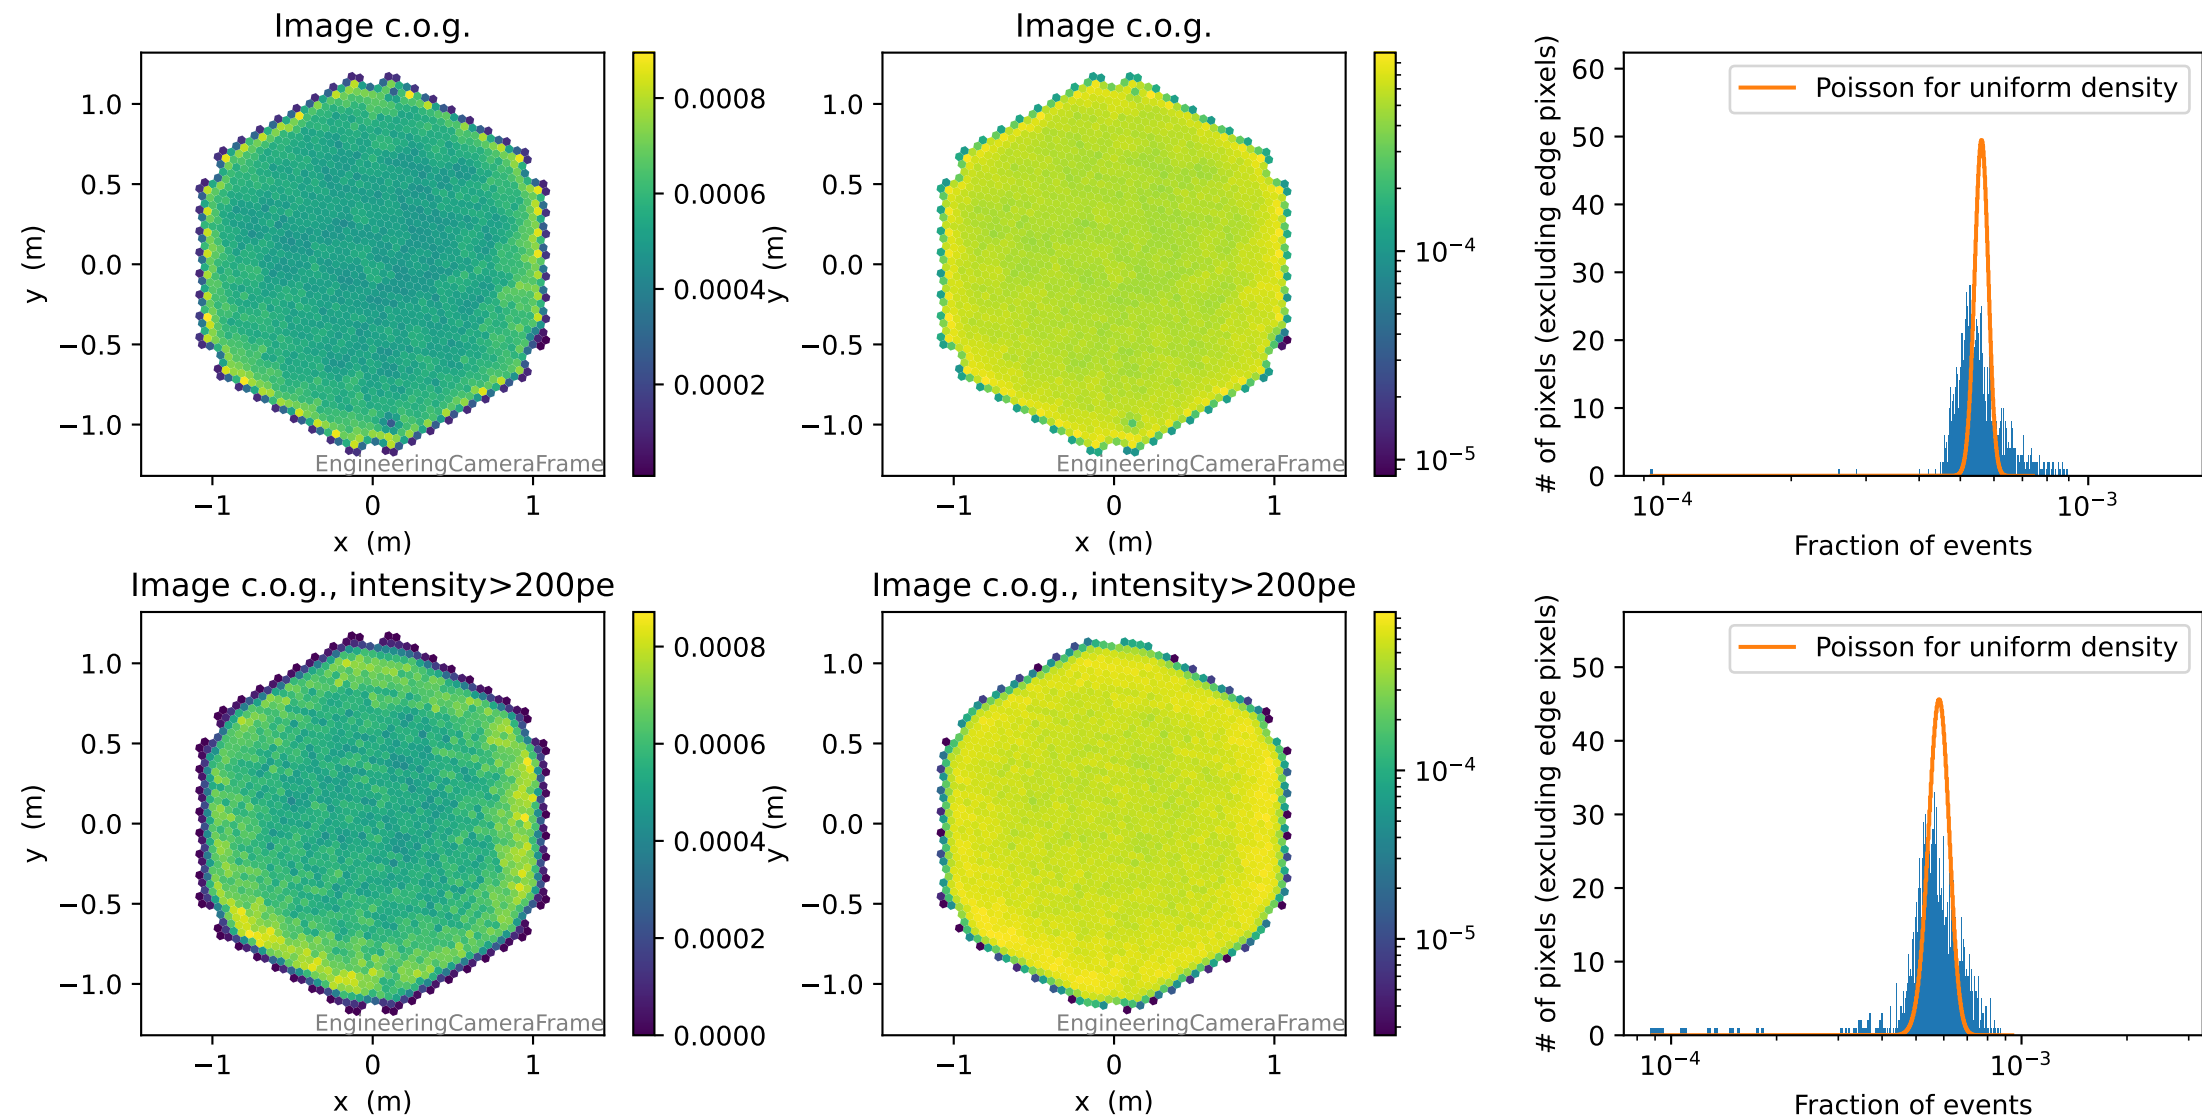 Image c.o.g.
1.0
0.5
0.0
−0.5
−1.0
y (m)
−1
0
1
x (m)
EngineeringCameraFrame
0.0008
0.0006
0.0004
0.0002
Image c.o.g.
1.0
0.5
0.0
−0.5
−1.0
y (m)
−1
0
1
x (m)
EngineeringCameraFrame
10⁻⁴
10⁻⁵
# of pixels (excluding edge pixels)
60
50
40
30
20
10
0
Poisson for uniform density
10⁻⁴
10⁻³
Fraction of events
Image c.o.g., intensity>200pe
1.0
0.5
0.0
−0.5
−1.0
y (m)
−1
0
1
x (m)
EngineeringCameraFrame
0.0008
0.0006
0.0004
0.0002
0.0000
Image c.o.g., intensity>200pe
1.0
0.5
0.0
−0.5
−1.0
y (m)
−1
0
1
x (m)
EngineeringCameraFrame
10⁻⁴
10⁻⁵
# of pixels (excluding edge pixels)
50
40
30
20
10
0
Poisson for uniform density
10⁻⁴
10⁻³
Fraction of events